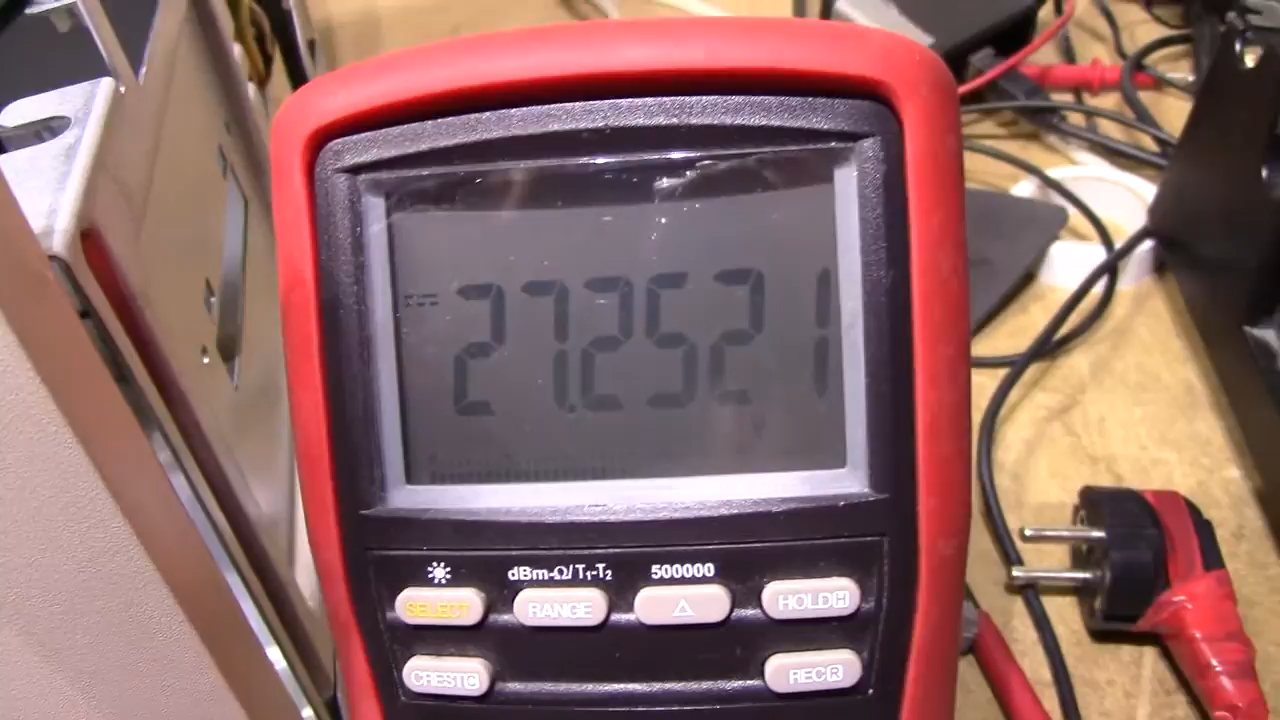 27.2521
dBm-Ω/T1-T2 500000
SELECT RANGE △ HOLD H
CREST C REC R